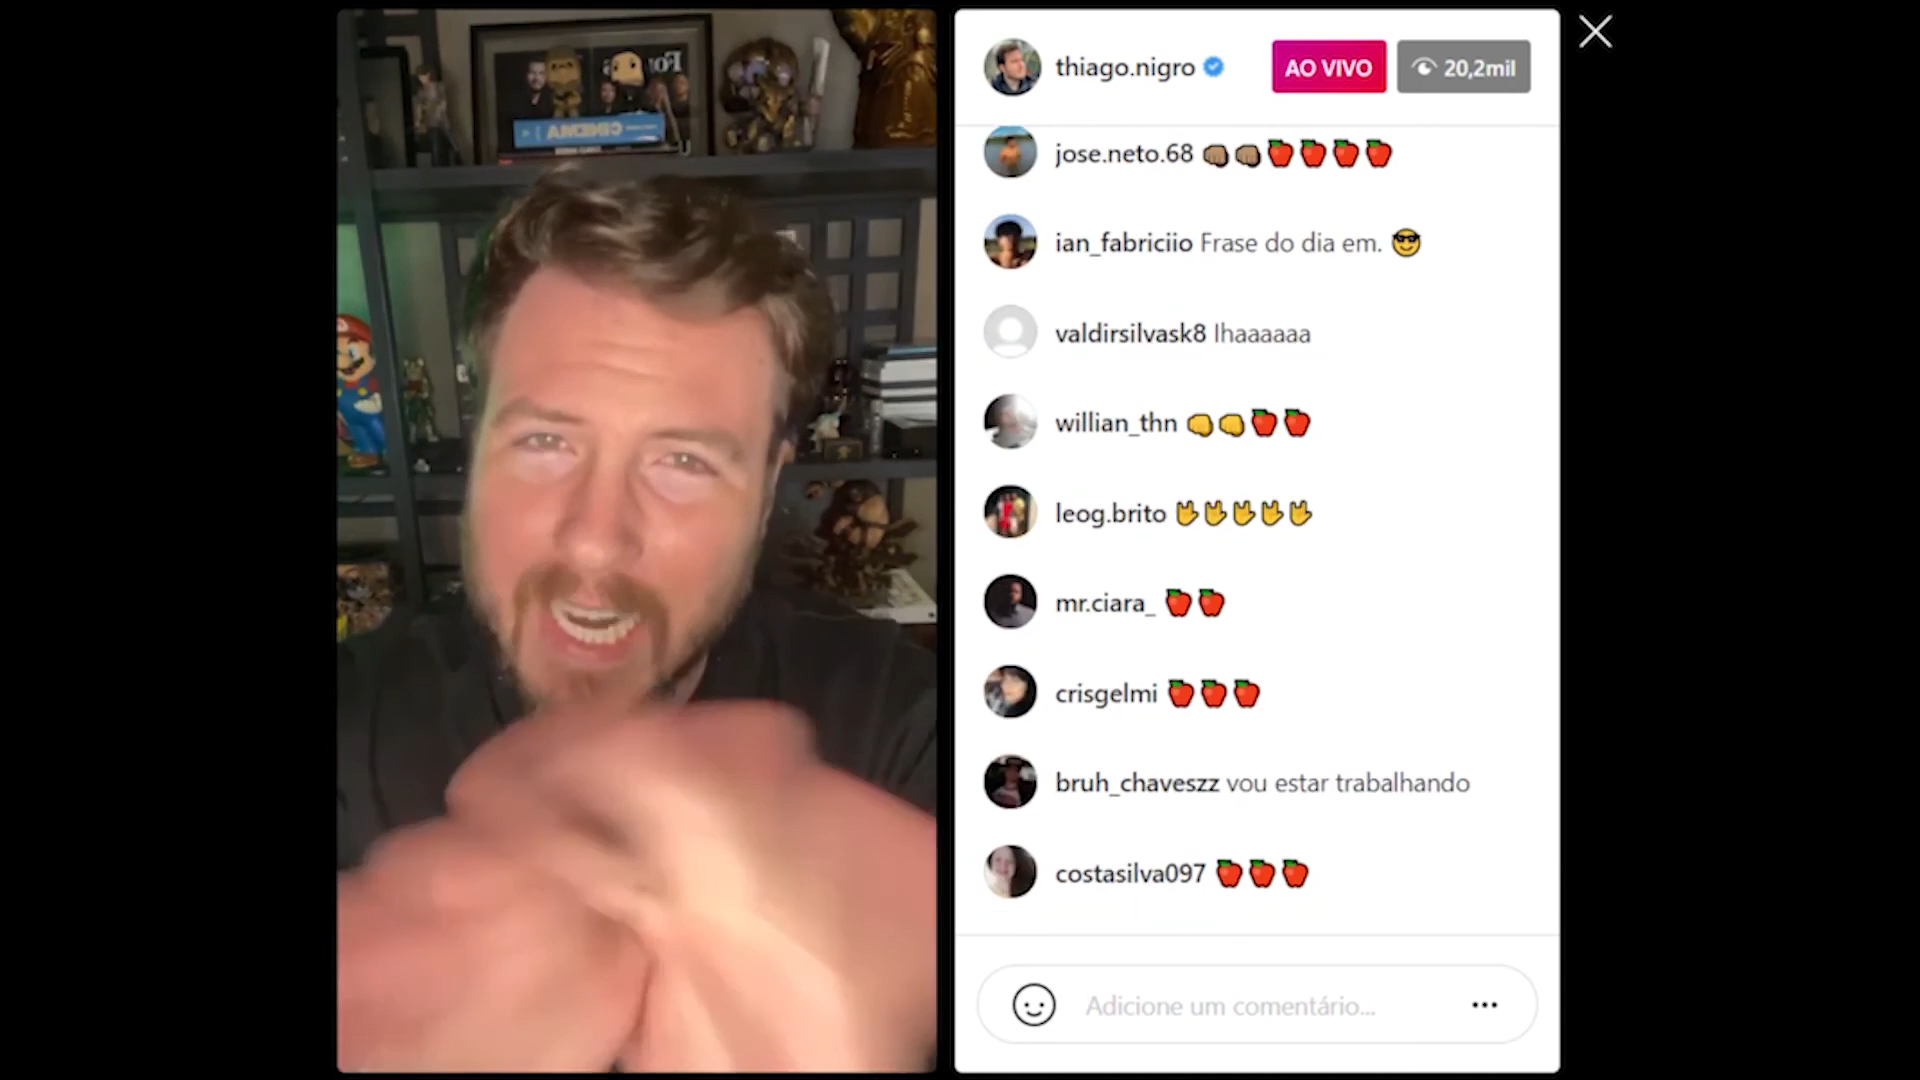 CINEMA
thiago.nigro
AO VIVO
20,2mil
jose.neto.68 👊🏽👊🏽🍎🍎🍎🍎
ian_fabriciio Frase do dia em. 😎
valdirsilvask8 Ihaaaaaa
willian_thn 👊👊🍎🍎
leog.brito 🖖🖖🖖🖖🖖
mr.ciara_ 🍎🍎
crisgelmi 🍎🍎🍎
bruh_chaveszz vou estar trabalhando
costasilva097 🍎🍎🍎
Adicione um comentário...